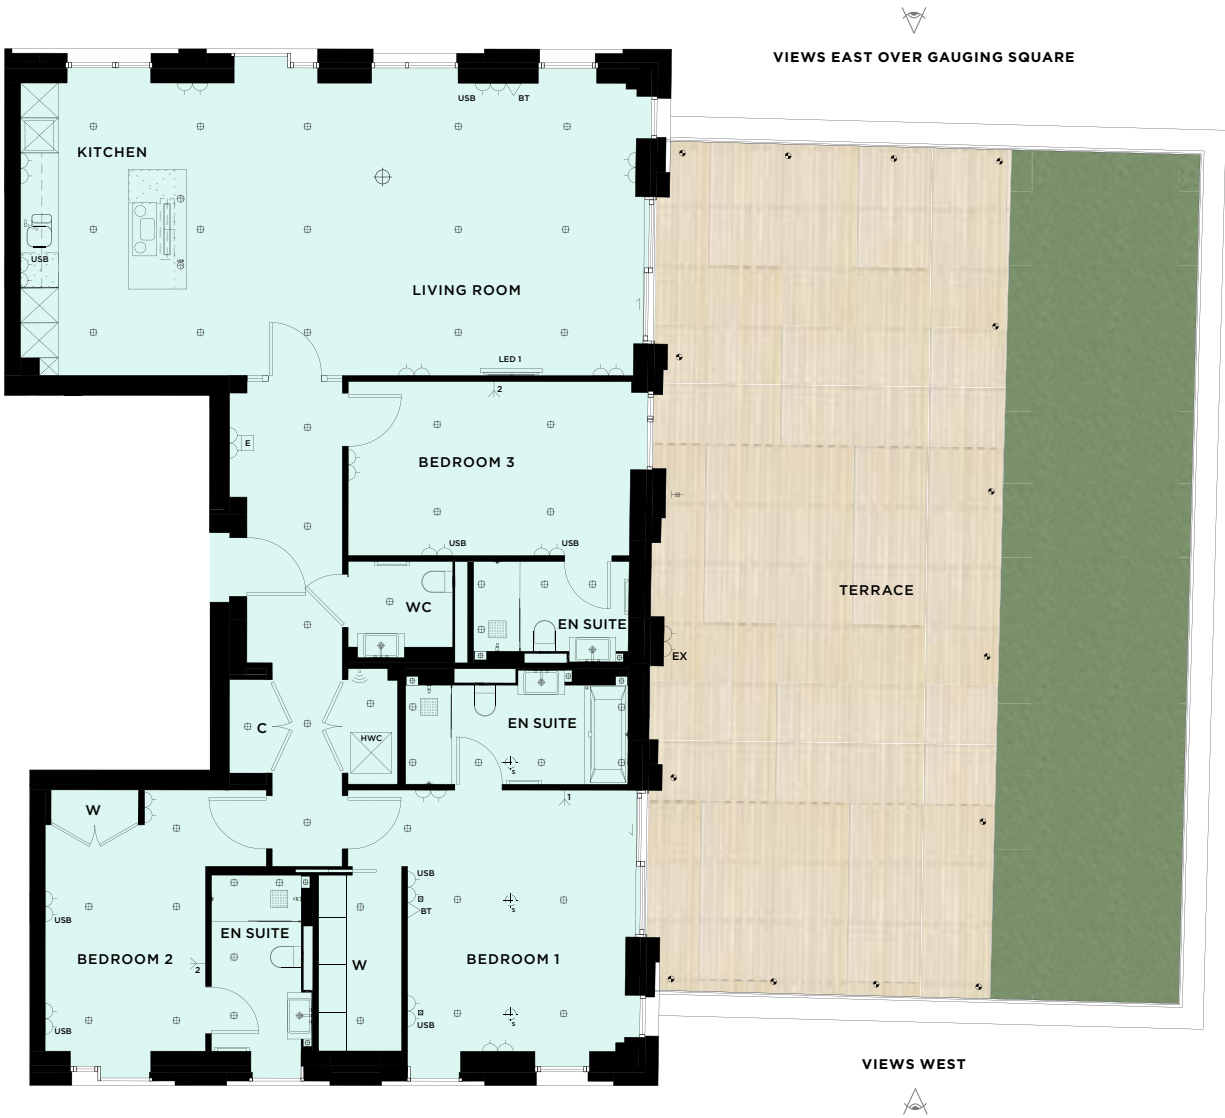 VIEWS EAST OVER GAUGING SQUARE
USB
BT
KITCHEN
USB
LIVING ROOM
LED 1
2
E
BEDROOM 3
USB
USB
TERRACE
WC
EN SUITE
EX
C
HWC
EN SUITE
W
S
1
USB
BT
S
USB
EN SUITE
BEDROOM 2
2
W
BEDROOM 1
USB
USB
S
VIEWS WEST